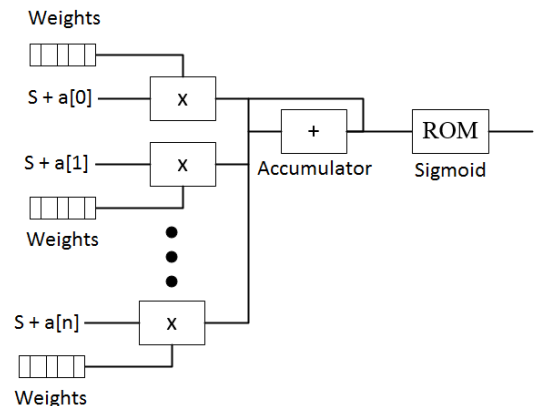 Weights
S + a[0]
x
+
ROM
S + a[1]
x
Accumulator
Sigmoid
Weights
S + a[n]
x
Weights